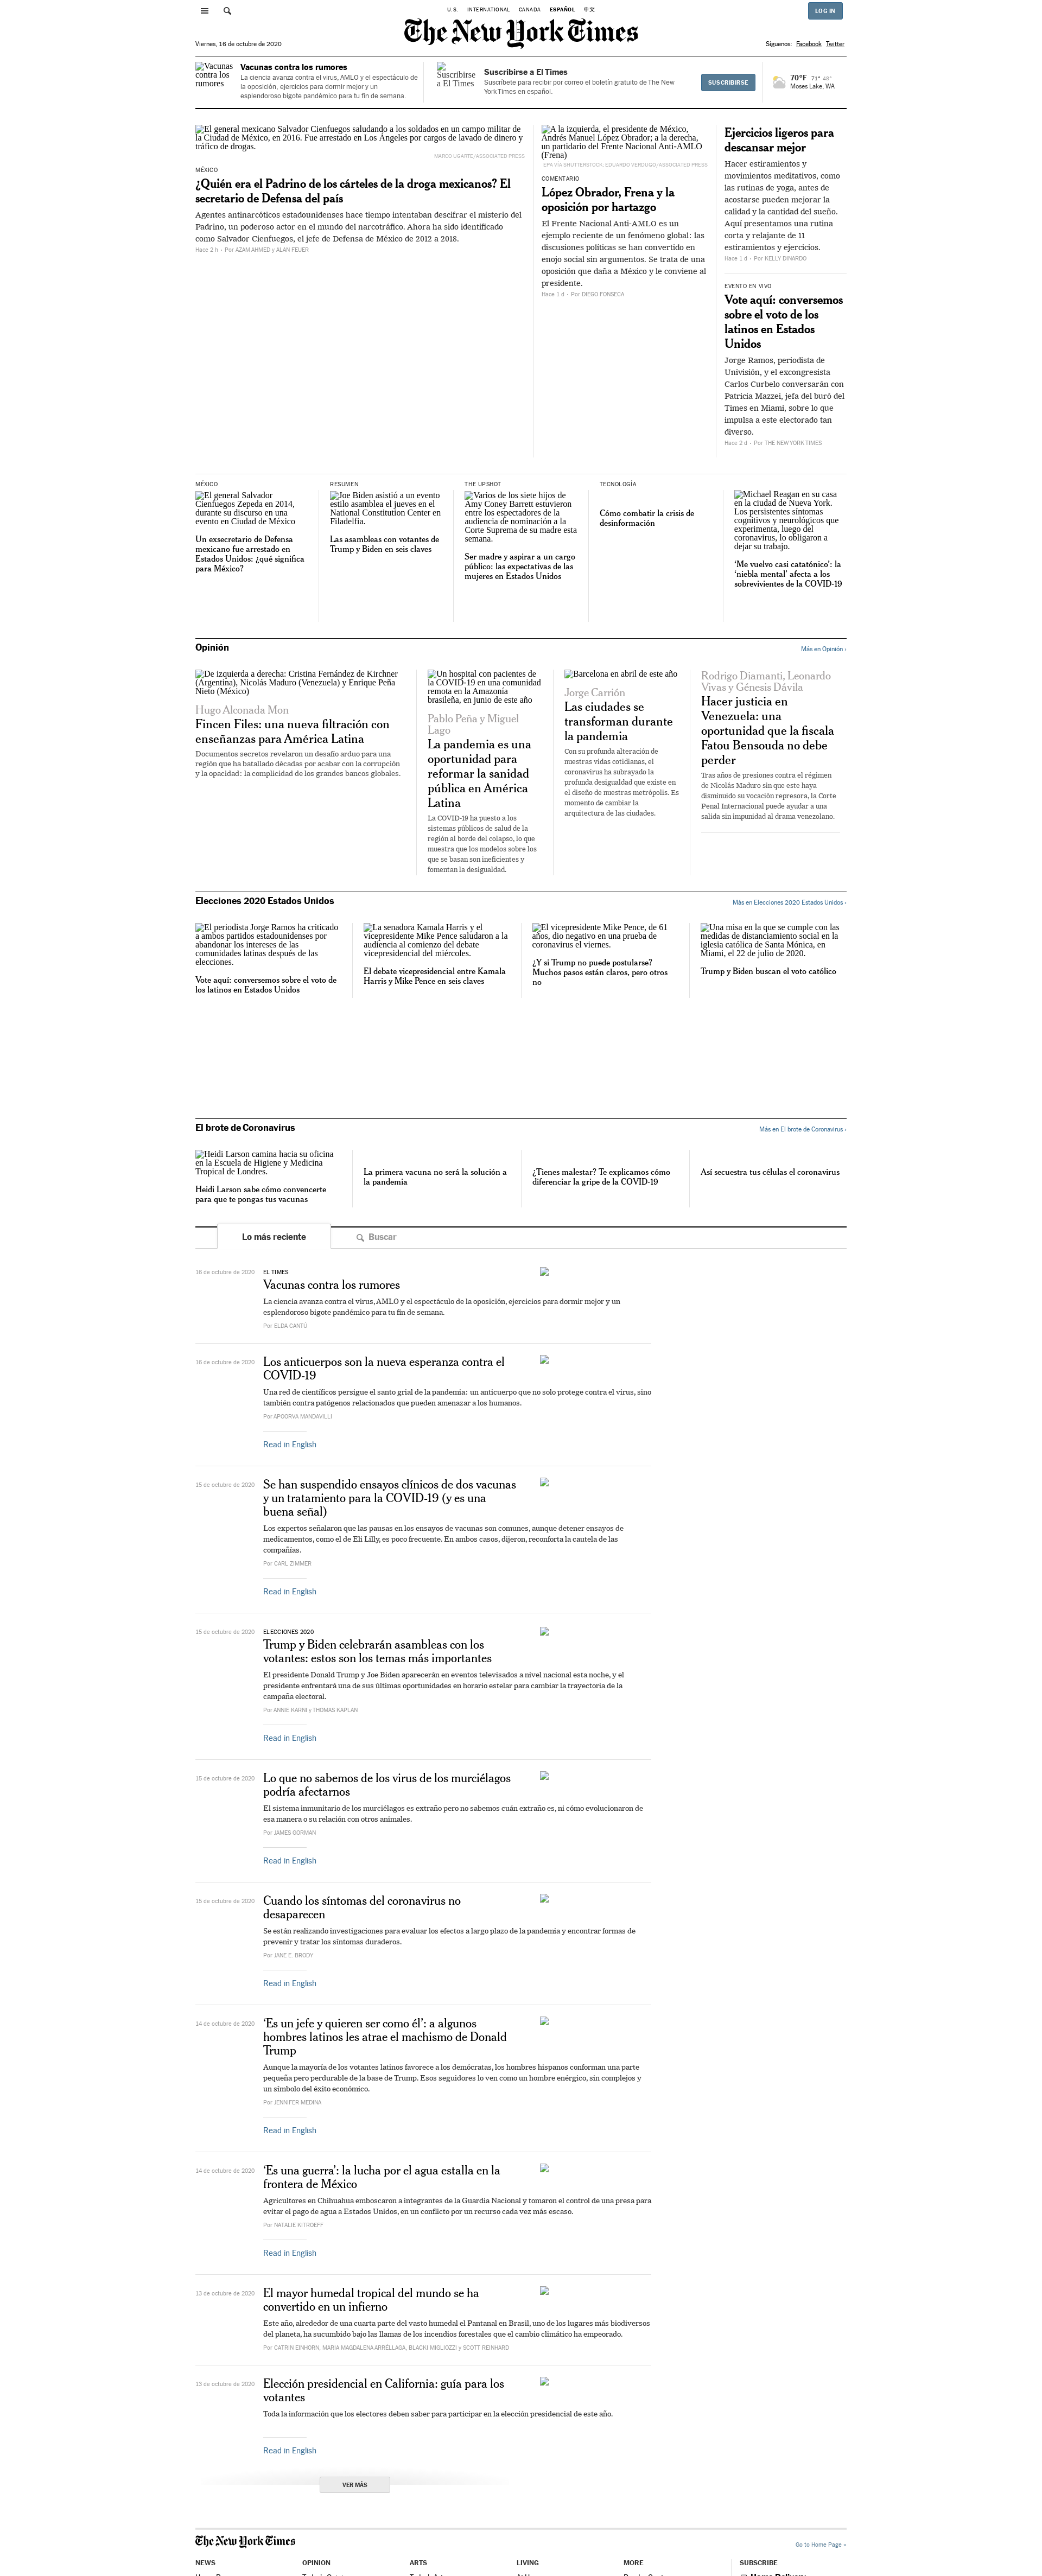 U.S. INTERNATIONAL CANADA ESPAÑOL 中文
LOG IN
The New York Times
Viernes, 16 de octubre de 2020
Síguenos: Facebook Twitter
Vacunas contra los rumores
Vacunas contra los rumores
La ciencia avanza contra el virus, AMLO y el espectáculo de la oposición, ejercicios para dormir mejor y un esplendoroso bigote pandémico para tu fin de semana.
Suscribirse a El Times
Suscribirse a El Times
Suscríbete para recibir por correo el boletín gratuito de The New York Times en español.
SUSCRIBIRSE
70°F 71° 48°
Moses Lake, WA
El general mexicano Salvador Cienfuegos saludando a los soldados en un campo militar de la Ciudad de México, en 2016. Fue arrestado en Los Ángeles por cargos de lavado de dinero y tráfico de drogas.
MARCO UGARTE/ASSOCIATED PRESS
MÉXICO
¿Quién era el Padrino de los cárteles de la droga mexicanos? El secretario de Defensa del país
Agentes antinarcóticos estadounidenses hace tiempo intentaban descifrar el misterio del Padrino, un poderoso actor en el mundo del narcotráfico. Ahora ha sido identificado como Salvador Cienfuegos, el jefe de Defensa de México de 2012 a 2018.
Hace 2 h • Por AZAM AHMED y ALAN FEUER
A la izquierda, el presidente de México, Andrés Manuel López Obrador; a la derecha, un partidario del Frente Nacional Anti-AMLO (Frena)
EPA VÍA SHUTTERSTOCK; EDUARDO VERDUGO/ASSOCIATED PRESS
COMENTARIO
López Obrador, Frena y la oposición por hartazgo
El Frente Nacional Anti-AMLO es un ejemplo reciente de un fenómeno global: las discusiones políticas se han convertido en enojo social sin argumentos. Se trata de una oposición que daña a México y le conviene al presidente.
Hace 1 d • Por DIEGO FONSECA
Ejercicios ligeros para descansar mejor
Hacer estiramientos y movimientos meditativos, como las rutinas de yoga, antes de acostarse pueden mejorar la calidad y la cantidad del sueño. Aquí presentamos una rutina corta y relajante de 11 estiramientos y ejercicios.
Hace 1 d • Por KELLY DINARDO
EVENTO EN VIVO
Vote aquí: conversemos sobre el voto de los latinos en Estados Unidos
Jorge Ramos, periodista de Univisión, y el excongresista Carlos Curbelo conversarán con Patricia Mazzei, jefa del buró del Times en Miami, sobre lo que impulsa a este electorado tan diverso.
Hace 2 d • Por THE NEW YORK TIMES
MÉXICO
El general Salvador Cienfuegos Zepeda en 2014, durante su discurso en una evento en Ciudad de México
Un exsecretario de Defensa mexicano fue arrestado en Estados Unidos: ¿qué significa para México?
RESUMEN
Joe Biden asistió a un evento estilo asamblea el jueves en el National Constitution Center en Filadelfia.
Las asambleas con votantes de Trump y Biden en seis claves
THE UPSHOT
Varios de los siete hijos de Amy Coney Barrett estuvieron entre los espectadores de la audiencia de nominación a la Corte Suprema de su madre esta semana.
Ser madre y aspirar a un cargo público: las expectativas de las mujeres en Estados Unidos
TECNOLOGÍA
Cómo combatir la crisis de desinformación
Michael Reagan en su casa en la ciudad de Nueva York. Los persistentes síntomas cognitivos y neurológicos que experimenta, luego del coronavirus, lo obligaron a dejar su trabajo.
‘Me vuelvo casi catatónico’: la ‘niebla mental’ afecta a los sobrevivientes de la COVID-19
Opinión
Más en Opinión ›
De izquierda a derecha: Cristina Fernández de Kirchner (Argentina), Nicolás Maduro (Venezuela) y Enrique Peña Nieto (México)
Hugo Alconada Mon
Fincen Files: una nueva filtración con enseñanzas para América Latina
Documentos secretos revelaron un desafío arduo para una región que ha batallado décadas por acabar con la corrupción y la opacidad: la complicidad de los grandes bancos globales.
Un hospital con pacientes de la COVID-19 en una comunidad remota en la Amazonía brasileña, en junio de este año
Pablo Peña y Miguel Lago
La pandemia es una oportunidad para reformar la sanidad pública en América Latina
La COVID-19 ha puesto a los sistemas públicos de salud de la región al borde del colapso, lo que muestra que los modelos sobre los que se basan son ineficientes y fomentan la desigualdad.
Barcelona en abril de este año
Jorge Carrión
Las ciudades se transforman durante la pandemia
Con su profunda alteración de nuestras vidas cotidianas, el coronavirus ha subrayado la profunda desigualdad que existe en el diseño de nuestras metrópolis. Es momento de cambiar la arquitectura de las ciudades.
Rodrigo Diamanti, Leonardo Vivas y Génesis Dávila
Hacer justicia en Venezuela: una oportunidad que la fiscala Fatou Bensouda no debe perder
Tras años de presiones contra el régimen de Nicolás Maduro sin que este haya disminuido su vocación represora, la Corte Penal Internacional puede ayudar a una salida sin impunidad al drama venezolano.
Elecciones 2020 Estados Unidos
Más en Elecciones 2020 Estados Unidos ›
El periodista Jorge Ramos ha criticado a ambos partidos estadounidenses por abandonar los intereses de las comunidades latinas después de las elecciones.
Vote aquí: conversemos sobre el voto de los latinos en Estados Unidos
La senadora Kamala Harris y el vicepresidente Mike Pence saludaron a la audiencia al comienzo del debate vicepresidencial del miércoles.
El debate vicepresidencial entre Kamala Harris y Mike Pence en seis claves
El vicepresidente Mike Pence, de 61 años, dio negativo en una prueba de coronavirus el viernes.
¿Y si Trump no puede postularse? Muchos pasos están claros, pero otros no
Una misa en la que se cumple con las medidas de distanciamiento social en la iglesia católica de Santa Mónica, en Miami, el 22 de julio de 2020.
Trump y Biden buscan el voto católico
El brote de Coronavirus
Más en El brote de Coronavirus ›
Heidi Larson camina hacia su oficina en la Escuela de Higiene y Medicina Tropical de Londres.
Heidi Larson sabe cómo convencerte para que te pongas tus vacunas
La primera vacuna no será la solución a la pandemia
¿Tienes malestar? Te explicamos cómo diferenciar la gripe de la COVID-19
Así secuestra tus células el coronavirus
Lo más reciente
Buscar
16 de octubre de 2020
EL TIMES
Vacunas contra los rumores
La ciencia avanza contra el virus, AMLO y el espectáculo de la oposición, ejercicios para dormir mejor y un esplendoroso bigote pandémico para tu fin de semana.
Por ELDA CANTÚ
16 de octubre de 2020
Los anticuerpos son la nueva esperanza contra el COVID-19
Una red de científicos persigue el santo grial de la pandemia: un anticuerpo que no solo protege contra el virus, sino también contra patógenos relacionados que pueden amenazar a los humanos.
Por APOORVA MANDAVILLI
Read in English
15 de octubre de 2020
Se han suspendido ensayos clínicos de dos vacunas y un tratamiento para la COVID-19 (y es una buena señal)
Los expertos señalaron que las pausas en los ensayos de vacunas son comunes, aunque detener ensayos de medicamentos, como el de Eli Lilly, es poco frecuente. En ambos casos, dijeron, reconforta la cautela de las compañías.
Por CARL ZIMMER
Read in English
15 de octubre de 2020
ELECCIONES 2020
Trump y Biden celebrarán asambleas con los votantes: estos son los temas más importantes
El presidente Donald Trump y Joe Biden aparecerán en eventos televisados a nivel nacional esta noche, y el presidente enfrentará una de sus últimas oportunidades en horario estelar para cambiar la trayectoria de la campaña electoral.
Por ANNIE KARNI y THOMAS KAPLAN
Read in English
15 de octubre de 2020
Lo que no sabemos de los virus de los murciélagos podría afectarnos
El sistema inmunitario de los murciélagos es extraño pero no sabemos cuán extraño es, ni cómo evolucionaron de esa manera o su relación con otros animales.
Por JAMES GORMAN
Read in English
15 de octubre de 2020
Cuando los síntomas del coronavirus no desaparecen
Se están realizando investigaciones para evaluar los efectos a largo plazo de la pandemia y encontrar formas de prevenir y tratar los síntomas duraderos.
Por JANE E. BRODY
Read in English
14 de octubre de 2020
‘Es un jefe y quieren ser como él’: a algunos hombres latinos les atrae el machismo de Donald Trump
Aunque la mayoría de los votantes latinos favorece a los demócratas, los hombres hispanos conforman una parte pequeña pero perdurable de la base de Trump. Esos seguidores lo ven como un hombre enérgico, sin complejos y un símbolo del éxito económico.
Por JENNIFER MEDINA
Read in English
14 de octubre de 2020
‘Es una guerra’: la lucha por el agua estalla en la frontera de México
Agricultores en Chihuahua emboscaron a integrantes de la Guardia Nacional y tomaron el control de una presa para evitar el pago de agua a Estados Unidos, en un conflicto por un recurso cada vez más escaso.
Por NATALIE KITROEFF
Read in English
13 de octubre de 2020
El mayor humedal tropical del mundo se ha convertido en un infierno
Este año, alrededor de una cuarta parte del vasto humedal el Pantanal en Brasil, uno de los lugares más biodiversos del planeta, ha sucumbido bajo las llamas de los incendios forestales que el cambio climático ha empeorado.
Por CATRIN EINHORN, MARIA MAGDALENA ARRÉLLAGA, BLACKI MIGLIOZZI y SCOTT REINHARD
13 de octubre de 2020
Elección presidencial en California: guía para los votantes
Toda la información que los electores deben saber para participar en la elección presidencial de este año.
Read in English
VER MÁS
The New York Times
Go to Home Page »
NEWS OPINION ARTS LIVING MORE SUBSCRIBE